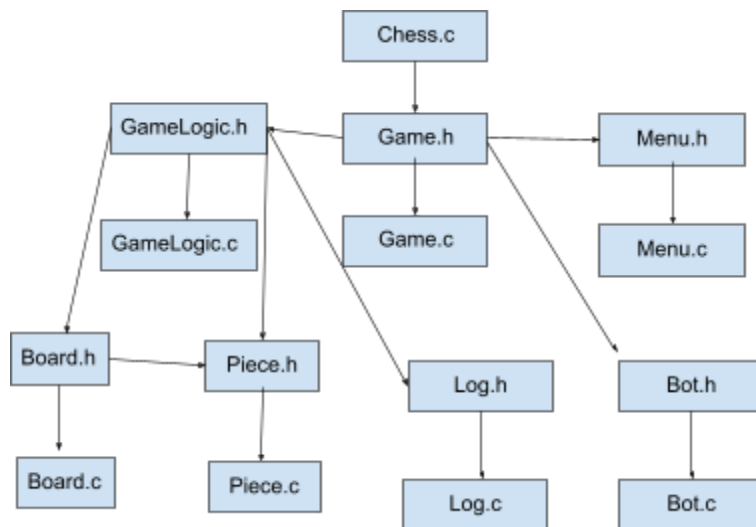 Chess.c
GameLogic.h
Game.h
Menu.h
GameLogic.c
Game.c
Menu.c
Board.h
Piece.h
Log.h
Bot.h
Board.c
Piece.c
Log.c
Bot.c